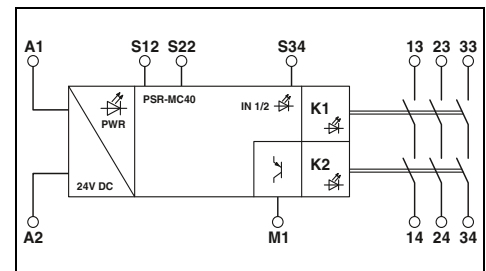 A1 S12 S22 S34 13 23 33
PSR-MC40
IN 1/2
K1
PWR
K2
24V DC
A2 M1 14 24 34